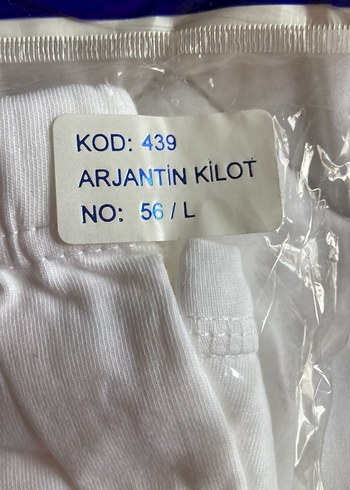 KOD: 439
ARJANTİN KİLOT
NO: 56 / L